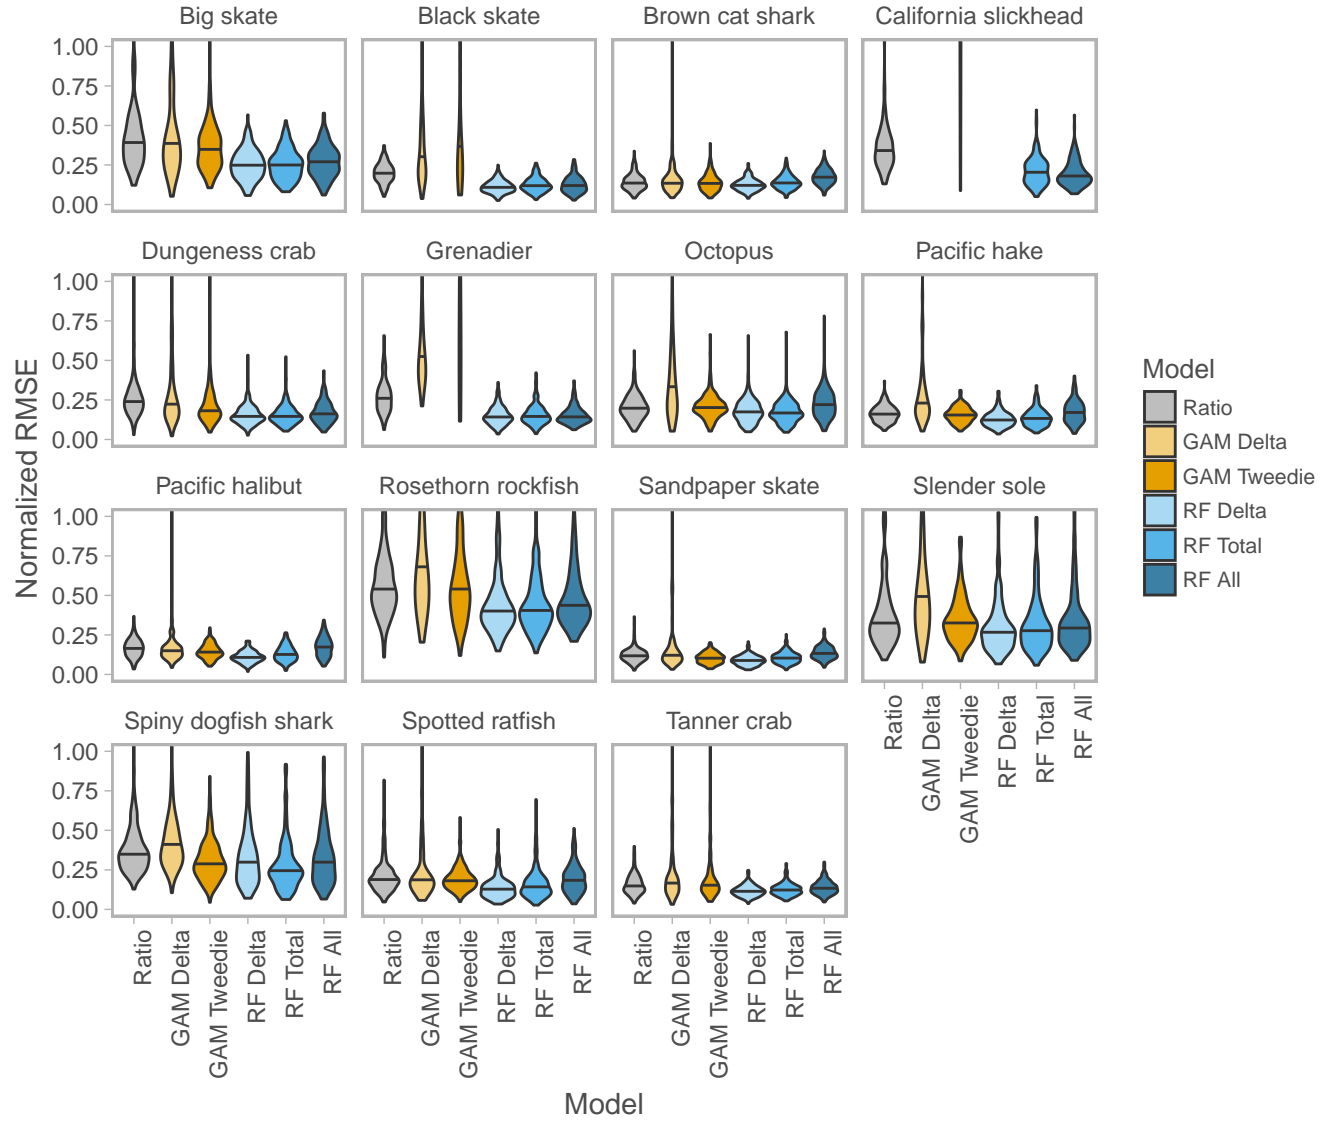 Big skate
Black skate
Brown cat shark
California slickhead
1.00
0.75
0.50
0.25
0.00
Dungeness crab
Grenadier
Octopus
Pacific hake
1.00
0.75
0.50
0.25
0.00
Pacific halibut
Rosethorn rockfish
Sandpaper skate
Slender sole
1.00
0.75
0.50
0.25
0.00
Spiny dogfish shark
Spotted ratfish
Tanner crab
1.00
0.75
0.50
0.25
0.00
Ratio
GAM Delta
GAM Tweedie
RF Delta
RF Total
RF All
Ratio
GAM Delta
GAM Tweedie
RF Delta
RF Total
RF All
Ratio
GAM Delta
GAM Tweedie
RF Delta
RF Total
RF All
Ratio
GAM Delta
GAM Tweedie
RF Delta
RF Total
RF All
Model
Normalized RMSE
Model
Ratio
GAM Delta
GAM Tweedie
RF Delta
RF Total
RF All